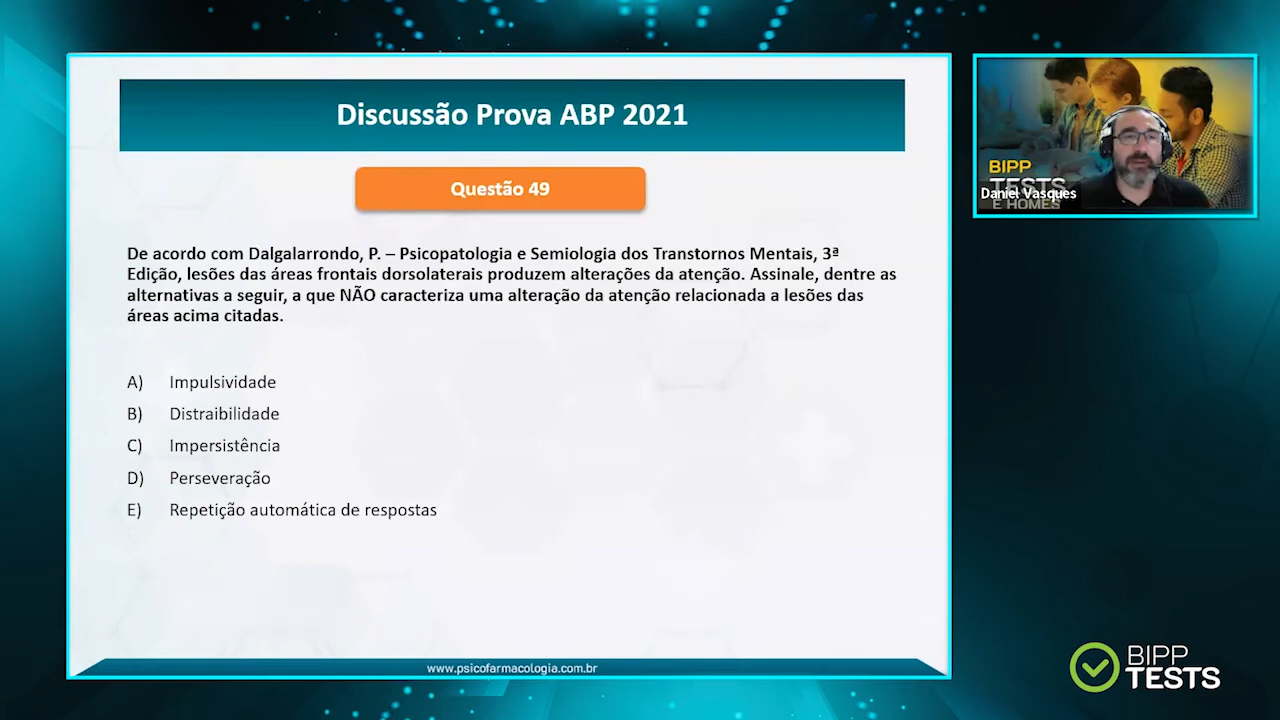 Discussão Prova ABP 2021
Questão 49
De acordo com Dalgalarrondo, P. – Psicopatologia e Semiologia dos Transtornos Mentais, 3ª
Edição, lesões das áreas frontais dorsolaterais produzem alterações da atenção. Assinale, dentre as
alternativas a seguir, a que NÃO caracteriza uma alteração da atenção relacionada a lesões das
áreas acima citadas.
A) Impulsividade
B) Distraibilidade
C) Impersistência
D) Perseveração
E) Repetição automática de respostas
www.psicofarmacologia.com.br
BIPP
TESTS
E HOMES
Daniel Vasques
BIPP
TESTS